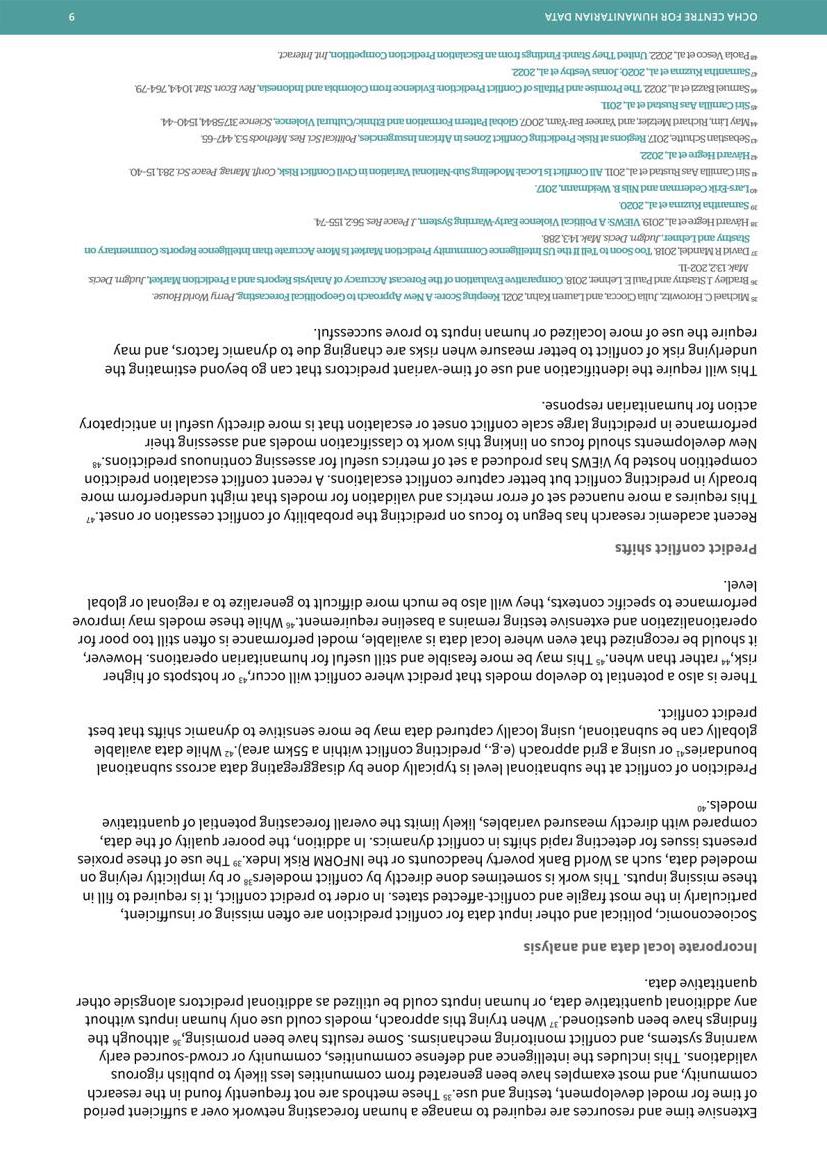 Extensive time and resources are required to manage a human forecasting network over a sufficient period
of time for model development, testing and use.³⁵ These methods are not frequently found in the research
community, and most examples have been generated from communities less likely to publish rigorous
validations. This includes the intelligence and defense communities, community or crowd-sourced early
warning systems, and conflict monitoring mechanisms. Some results have been promising,³⁶ although the
findings have been questioned.³⁷ When trying this approach, models could use only human inputs without
any additional quantitative data, or human inputs could be utilized as additional predictors alongside other
quantitative data.
Incorporate local data and analysis
Socioeconomic, political and other input data for conflict prediction are often missing or insufficient,
particularly in the most fragile and conflict-affected states. In order to predict conflict, it is required to fill in
these missing inputs. This work is sometimes done directly by conflict modelers³⁸ or by implicitly relying on
modeled data, such as World Bank poverty headcounts or the INFORM Risk Index.³⁹ The use of these proxies
presents issues for detecting rapid shifts in conflict dynamics. In addition, the poorer quality of the data,
compared with directly measured variables, likely limits the overall forecasting potential of quantitative
models.⁴⁰
Prediction of conflict at the subnational level is typically done by disaggregating data across subnational
boundaries⁴¹ or using a grid approach (e.g., predicting conflict within a 55km area).⁴² While data available
globally can be subnational, using locally captured data may be more sensitive to dynamic shifts that best
predict conflict.
There is also a potential to develop models that predict where conflict will occur,⁴³ or hotspots of higher
risk,⁴⁴ rather than when.⁴⁵ This may be more feasible and still useful for humanitarian operations. However,
it should be recognized that even where local data is available, model performance is often still too poor for
operationalization and extensive testing remains a baseline requirement.⁴⁶ While these models may improve
performance to specific contexts, they will also be much more difficult to generalize to a regional or global
level.
Predict conflict shifts
Recent academic research has begun to focus on predicting the probability of conflict cessation or onset.⁴⁷
This requires a more nuanced set of error metrics and validation for models that might underperform more
broadly in predicting conflict but better capture conflict escalations. A recent conflict escalation prediction
competition hosted by ViEWS has produced a set of metrics useful for assessing continuous predictions.⁴⁸
New developments should focus on linking this work to classification models and assessing their
performance in predicting large scale conflict onset or escalation that is more directly useful in anticipatory
action for humanitarian response.
This will require the identification and use of time-variant predictors that can go beyond estimating the
underlying risk of conflict to better measure when risks are changing due to dynamic factors, and may
require the use of more localized or human inputs to prove successful.
³⁵ Michael C. Horowitz, Julia Ciocca, and Lauren Kahn, 2021. Keeping Score: A New Approach to Geopolitical Forecasting, Perry World House.
³⁶ Bradley J. Stastny and Paul E. Lehner, 2018. Comparative Evaluation of the Forecast Accuracy of Analysis Reports and a Prediction Market, Judgm. Decis.
Mak. 13:2, 202-11.
³⁷ David R Mandel, 2018, Too Soon to Tell If the US Intelligence Community Prediction Market Is More Accurate than Intelligence Reports: Commentary on
Stastny and Lehner, Judgm. Decis. Mak. 14:3, 288.
³⁸ Håvard Hegre et al., 2019. ViEWS: A Political Violence Early-Warning System, J Peace Res. 56:2, 155-74.
³⁹ Samantha Kuzma et al., 2020.
⁴⁰ Lars-Erik Cederman and Nils B. Weidmann, 2017.
⁴¹ Siri Camilla Aas Rustad et al., 2011. All Conflict Is Local: Modeling Sub-National Variation in Civil Conflict Risk, Confl. Manag. Peace Sci. 28:1, 15-40.
⁴² Håvard Hegre et al., 2022.
⁴³ Sebastian Schutte, 2017. Regions at Risk: Predicting Conflict Zones in African Insurgencies, Political Sci. Res. Methods 5:3, 447-65.
⁴⁴ May Lim, Richard Metzler, and Yaneer Bar-Yam, 2007. Global Pattern Formation and Ethnic/Cultural Violence, Science 317:5844, 1540-44.
⁴⁵ Siri Camilla Aas Rustad et al., 2011.
⁴⁶ Samuel Bazzi et al., 2022. The Promise and Pitfalls of Conflict Prediction: Evidence from Colombia and Indonesia, Rev. Econ. Stat. 104:4, 764-79.
⁴⁷ Samantha Kuzma et al., 2020; Jonas Vestby et al., 2022.
⁴⁸ Paola Vesco et al., 2022. United They Stand: Findings from an Escalation Prediction Competition, Int. Interact.
OCHA CENTRE FOR HUMANITARIAN DATA
9